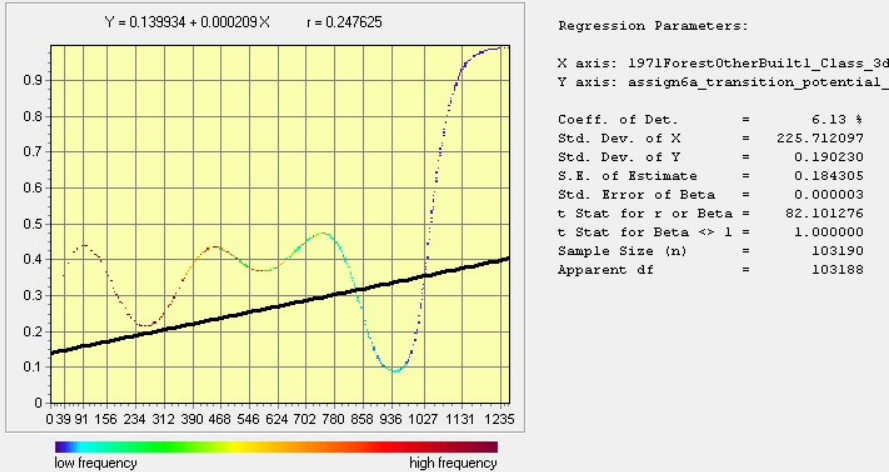 Y = 0.139934 + 0.000209 X r = 0.247625
0.9
0.8
0.7
0.6
0.5
0.4
0.3
0.2
0.1
0
0 39 91 156 234 312 390 468 546 624 702 780 858 936 1027 1131 1235
low frequency high frequency
Regression Parameters:
X axis: 1971ForestOtherBuilt1_Class_3d
Y axis: assign6a_transition_potential_
Coeff. of Det. = 6.13 %
Std. Dev. of X = 225.712097
Std. Dev. of Y = 0.190230
S.E. of Estimate = 0.184305
Std. Error of Beta = 0.000003
t Stat for r or Beta = 82.101276
t Stat for Beta <> 1 = 1.000000
Sample Size (n) = 103190
Apparent df = 103188